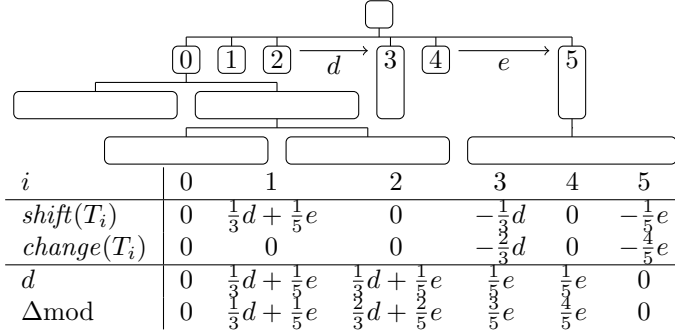 0 1 2 3 4 5
d e
i 0 1 2 3 4 5
shift(T_i) 0 1/3d + 1/5e 0 −1/3d 0 −1/5e
change(T_i) 0 0 0 −2/3d 0 −4/5e
d 0 1/3d + 1/5e 1/3d + 1/5e 1/5e 1/5e 0
Δmod 0 1/3d + 1/5e 2/3d + 2/5e 3/5e 4/5e 0